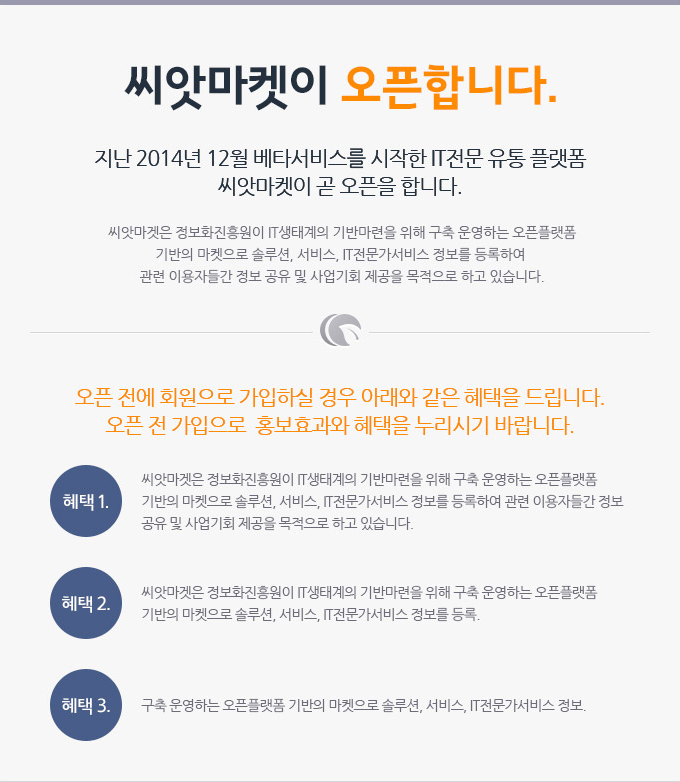 씨앗마켓이 오픈합니다.
지난 2014년 12월 베타서비스를 시작한 IT전문 유통 플랫폼
씨앗마켓이 곧 오픈을 합니다.
씨앗마겟은 정보화진흥원이 IT생태계의 기반마련을 위해 구축 운영하는 오픈플랫폼
기반의 마켓으로 솔루션, 서비스, IT전문가서비스 정보를 등록하여
관련 이용자들간 정보 공유 및 사업기회 제공을 목적으로 하고 있습니다.
오픈 전에 회원으로 가입하실 경우 아래와 같은 혜택을 드립니다.
오픈 전 가입으로 홍보효과와 혜택을 누리시기 바랍니다.
혜택 1.
씨앗마겟은 정보화진흥원이 IT생태계의 기반마련을 위해 구축 운영하는 오픈플랫폼
기반의 마켓으로 솔루션, 서비스, IT전문가서비스 정보를 등록하여 관련 이용자들간 정보
공유 및 사업기회 제공을 목적으로 하고 있습니다.
혜택 2.
씨앗마겟은 정보화진흥원이 IT생태계의 기반마련을 위해 구축 운영하는 오픈플랫폼
기반의 마켓으로 솔루션, 서비스, IT전문가서비스 정보를 등록.
혜택 3.
구축 운영하는 오픈플랫폼 기반의 마켓으로 솔루션, 서비스, IT전문가서비스 정보.